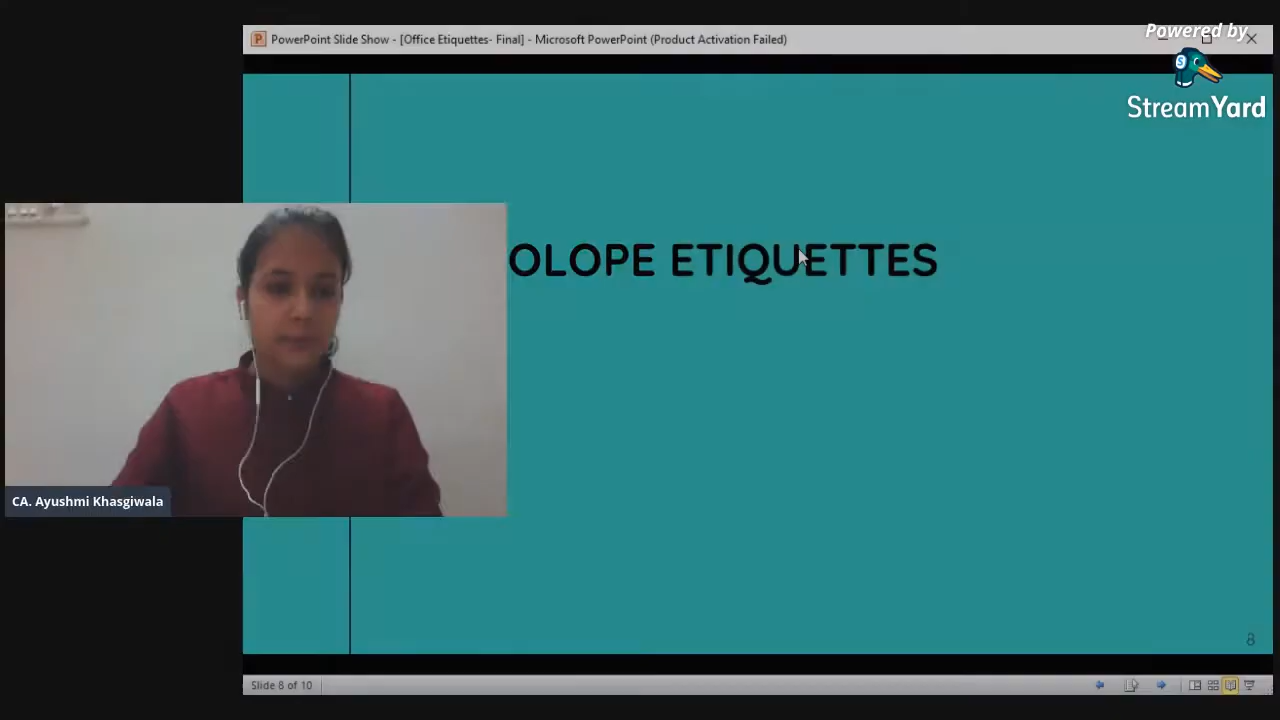 PowerPoint Slide Show - [Office Etiquettes- Final] - Microsoft PowerPoint (Product Activation Failed)
Powered by
StreamYard
OLOPE ETIQUETTES
CA. Ayushmi Khasgiwala
8
Slide 8 of 10